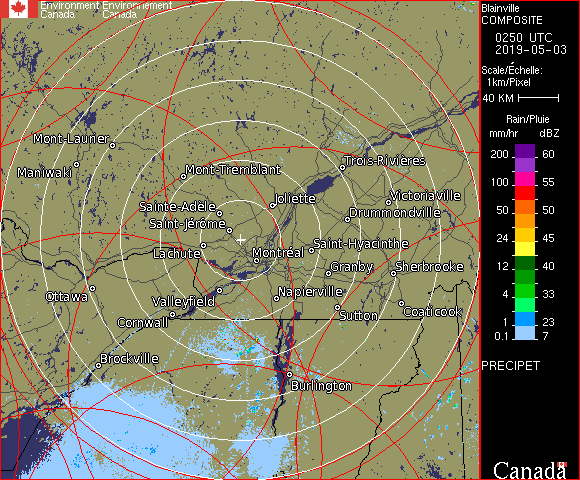 Environment Environnement
Canada Canada
Blainville
COMPOSITE
0250 UTC
2019-05-03
Scale/Échelle:
1km/Pixel
40 KM
Rain/Pluie
mm/hr dBZ
200 60
100 55
50 50
24 45
12 40
4 33
1 28
0.5 23
0.1 7
PRECIPET
Canada
Mont-Laurier
Maniwaki
Mont-Tremblant
Trois-Rivières
Joliette
Victoriaville
Sainte-Adèle
Drummondville
Saint-Jérôme
Saint-Hyacinthe
Lachute
Montréal
Granby
Sherbrooke
Ottawa
Valleyfield
Napierville
Cornwall
Sutton
Coaticook
Brockville
Burlington